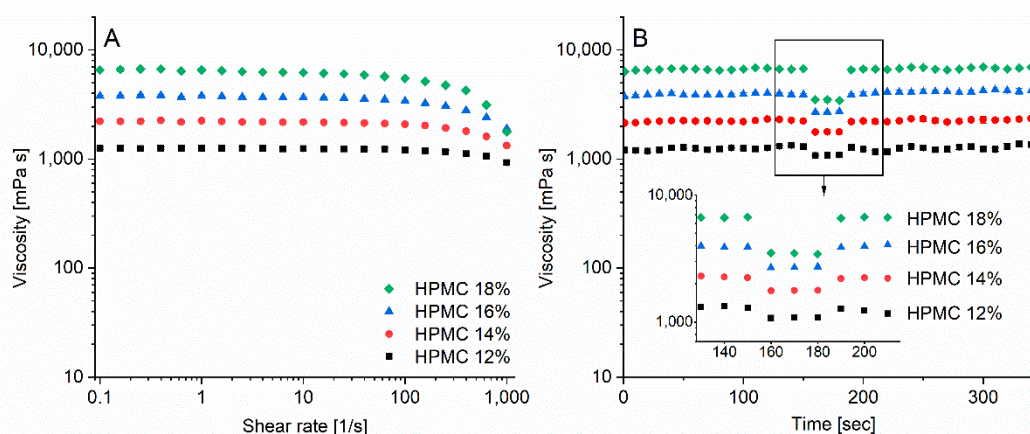 A
10,000
1,000
100
10
Viscosity [mPa s]
0.1
1
10
100
1,000
Shear rate [1/s]
HPMC 18%
HPMC 16%
HPMC 14%
HPMC 12%
B
10,000
1,000
100
10
Viscosity [mPa s]
0
100
200
300
Time [sec]
10,000
1,000
140
160
180
200
HPMC 18%
HPMC 16%
HPMC 14%
HPMC 12%